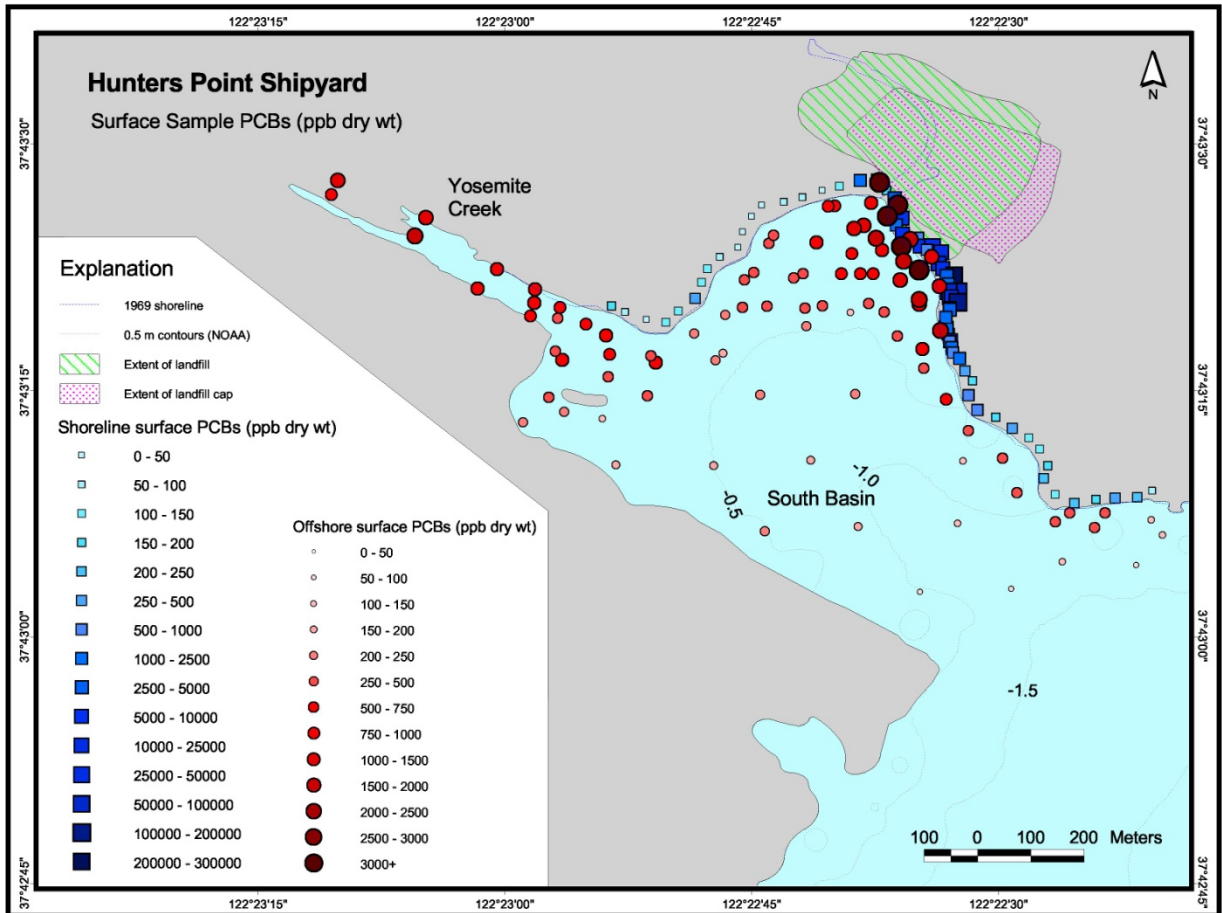 122°23'15" 122°23'00" 122°22'45" 122°22'30"
Hunters Point Shipyard
Surface Sample PCBs (ppb dry wt)
N
37°43'30" 37°43'30"
Yosemite
Creek
Explanation
1969 shoreline
0.5 m contours (NOAA)
Extent of landfill
Extent of landfill cap
37°43'15" 37°43'15"
Shoreline surface PCBs (ppb dry wt)
0 - 50
50 - 100
100 - 150
150 - 200
200 - 250
250 - 500
500 - 1000
1000 - 2500
2500 - 5000
5000 - 10000
10000 - 25000
25000 - 50000
50000 - 100000
100000 - 200000
200000 - 300000
Offshore surface PCBs (ppb dry wt)
0 - 50
50 - 100
100 - 150
150 - 200
200 - 250
250 - 500
500 - 750
750 - 1000
1000 - 1500
1500 - 2000
2000 - 2500
2500 - 3000
3000+
-1.0
-0.5
South Basin
37°43'00" 37°43'00"
-1.5
100 0 100 200 Meters
37°42'45" 37°42'45"
122°23'15" 122°23'00" 122°22'45" 122°22'30"